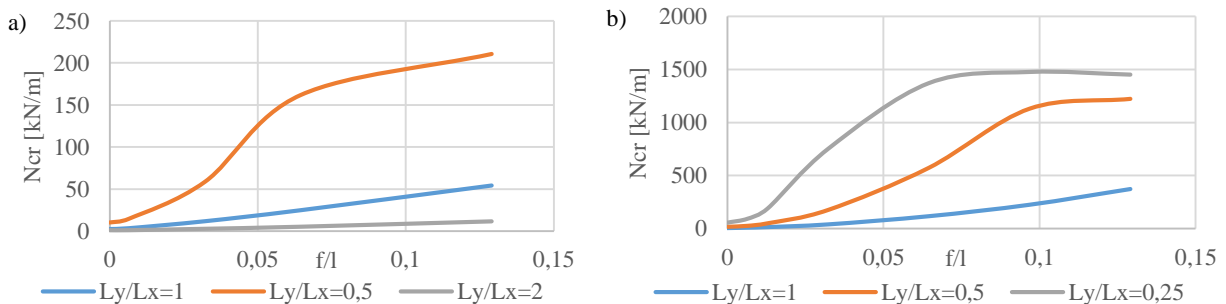 a)
Ncr [kN/m]
250
200
150
100
50
0
0 0,05 0,1 0,15
f/l
Ly/Lx=1 Ly/Lx=0,5 Ly/Lx=2
b)
Ncr [kN/m]
2000
1500
1000
500
0
0 0,05 0,1 0,15
f/l
Ly/Lx=1 Ly/Lx=0,5 Ly/Lx=0,25